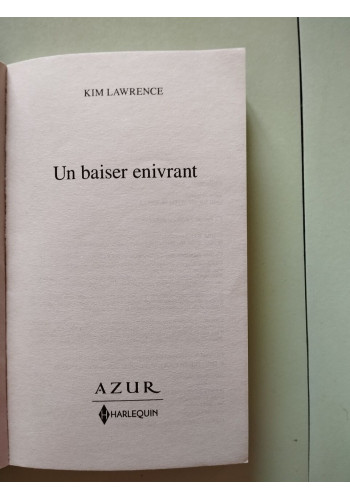 KIM LAWRENCE
Un baiser enivrant
AZUR
HARLEQUIN